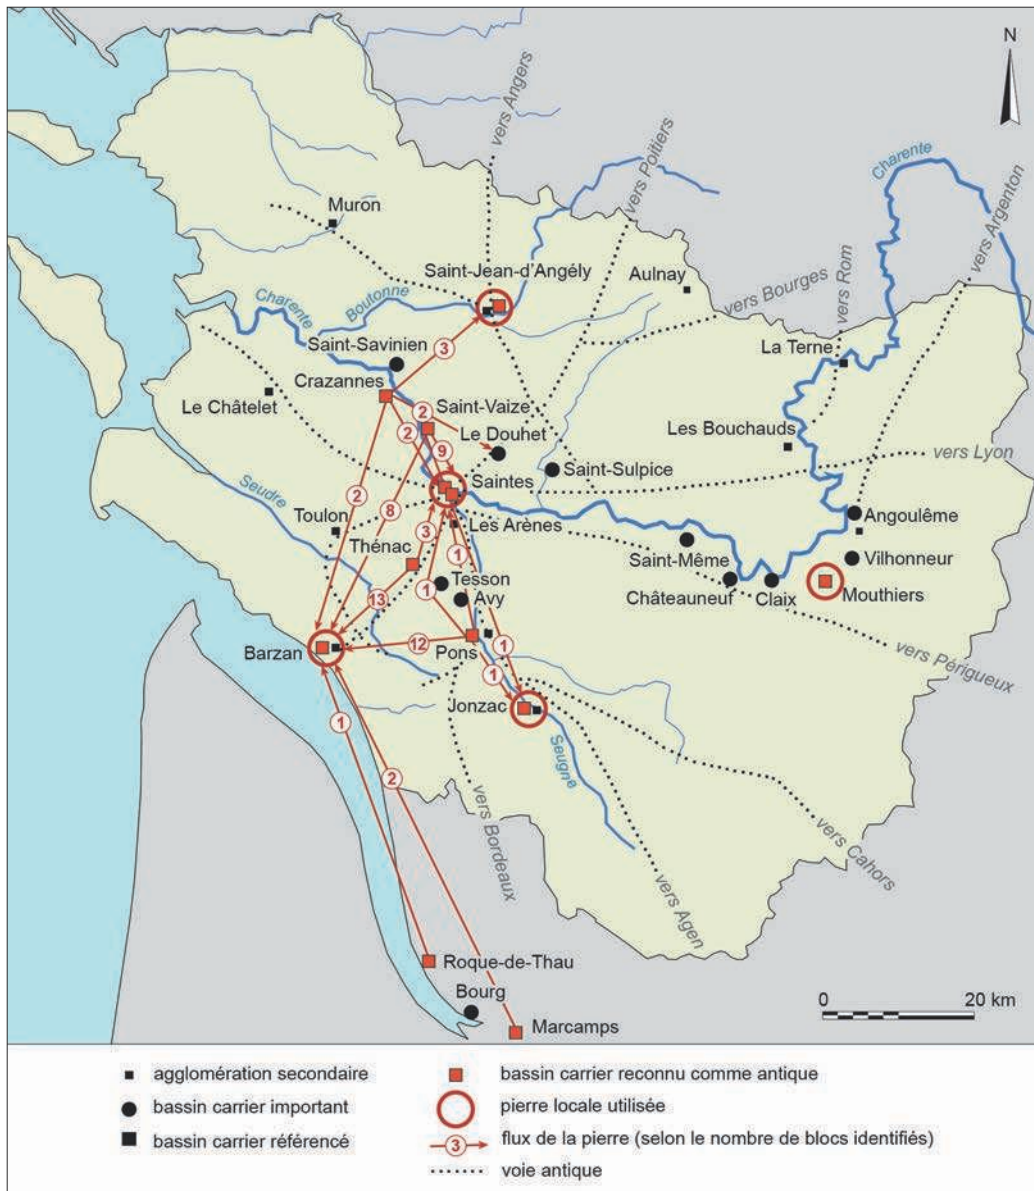 N
vers Angers
vers Poitiers
Charente
vers Argenton
Muron
Saint-Jean-d'Angély
Aulnay
vers Bourges
vers Rom
Charente
Boutonne
3
La Terne
Saint-Savinien
Crazannes
Le Châtelet
2
Saint-Vaize
2
Le Douhet
Les Bouchauds
9
vers Lyon
Saintes
Saint-Sulpice
Seudre
2
8
Toulon
3
Les Arènes
Angoulême
Thénac
1
Saint-Même
Vilhonneur
13
1
Tesson
Avy
Châteauneuf
Claix
Mouthiers
Barzan
12
Pons
1
1
vers Périgueux
Jonzac
1
Seugne
2
vers Bordeaux
vers Cahors
vers Agen
Roque-de-Thau
Bourg
Marcamps
0 20 km
agglomération secondaire
bassin carrier important
bassin carrier référencé
bassin carrier reconnu comme antique
pierre locale utilisée
3 flux de la pierre (selon le nombre de blocs identifiés)
voie antique